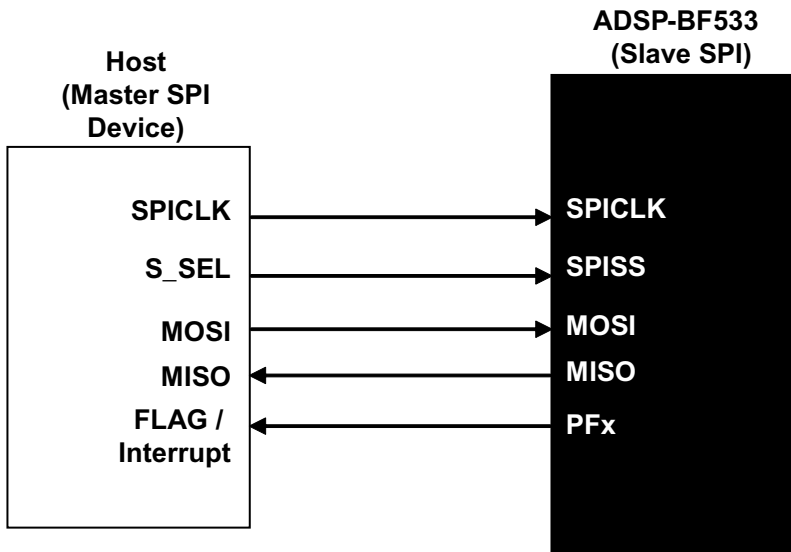 ADSP-BF533
(Slave SPI)
Host
(Master SPI
Device)
SPICLK
SPICLK
S_SEL
SPISS
MOSI
MOSI
MISO
MISO
FLAG /
Interrupt
PFx